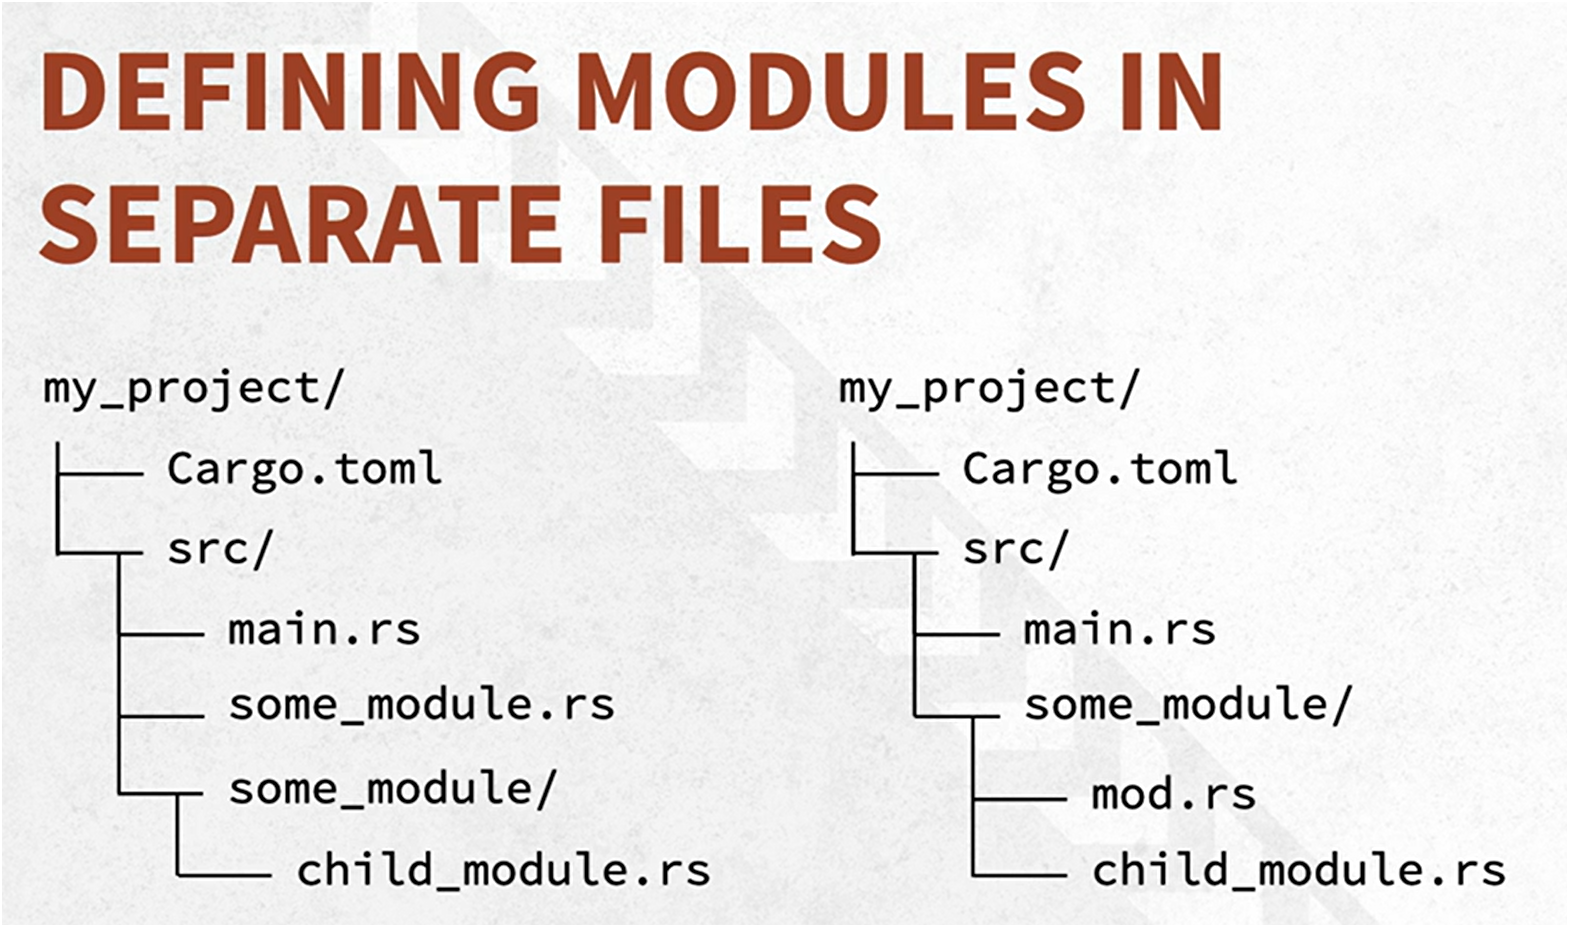 DEFINING MODULES IN
SEPARATE FILES
my_project/
Cargo.toml
src/
main.rs
some_module.rs
some_module/
child_module.rs
my_project/
Cargo.toml
src/
main.rs
some_module/
mod.rs
child_module.rs